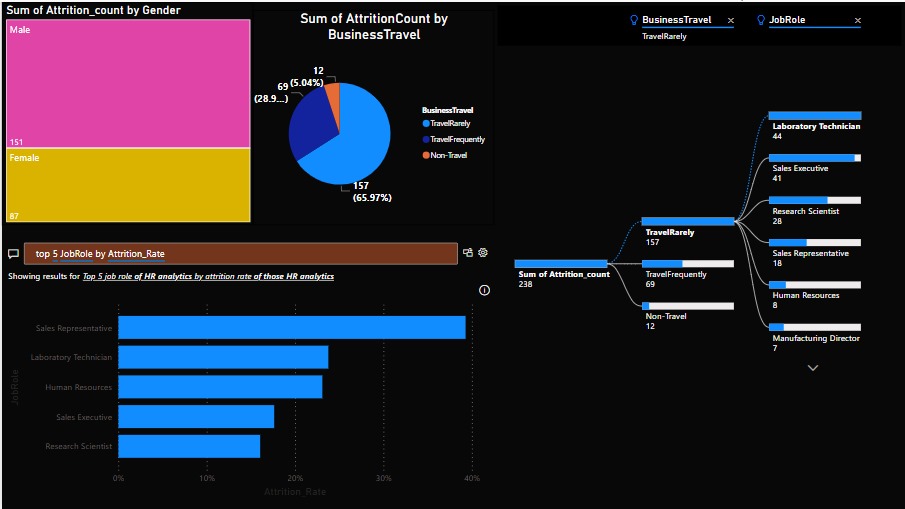 Sum of Attrition_count by Gender
Male
151
Female
87
Sum of AttritionCount by
BusinessTravel
12
(5.04%)
69
(28.9...)
157
(65.97%)
BusinessTravel
TravelRarely
TravelFrequently
Non-Travel
BusinessTravel
TravelRarely
JobRole
Sum of Attrition_count
238
TravelRarely
157
TravelFrequently
69
Non-Travel
12
Laboratory Technician
44
Sales Executive
41
Research Scientist
28
Sales Representative
18
Human Resources
8
Manufacturing Director
7
top 5 JobRole by Attrition_Rate
Showing results for Top 5 job role of HR analytics by attrition rate of those HR analytics
JobRole
Sales Representative
Laboratory Technician
Human Resources
Sales Executive
Research Scientist
0% 10% 20% 30% 40%
Attrition_Rate